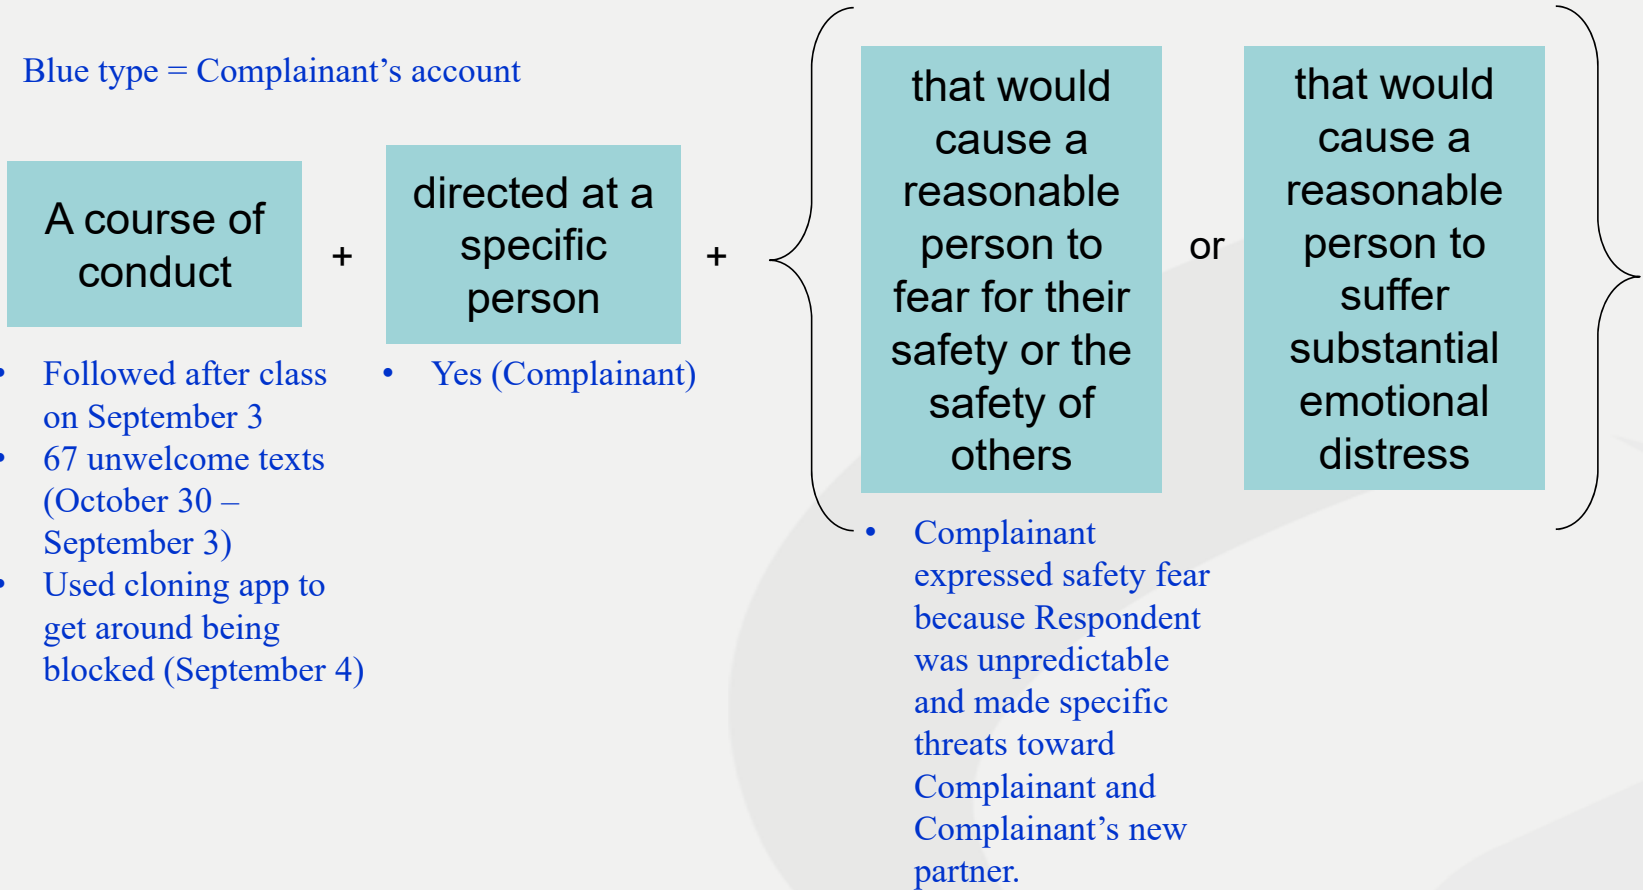 Blue type = Complainant’s account
A course of
conduct
+
directed at a
specific
person
+
that would
cause a
reasonable
person to
fear for their
safety or the
safety of
others
or
that would
cause a
reasonable
person to
suffer
substantial
emotional
distress
• Followed after class
on September 3
• 67 unwelcome texts
(October 30 –
September 3)
• Used cloning app to
get around being
blocked (September 4)
• Yes (Complainant)
• Complainant
expressed safety fear
because Respondent
was unpredictable
and made specific
threats toward
Complainant and
Complainant’s new
partner.